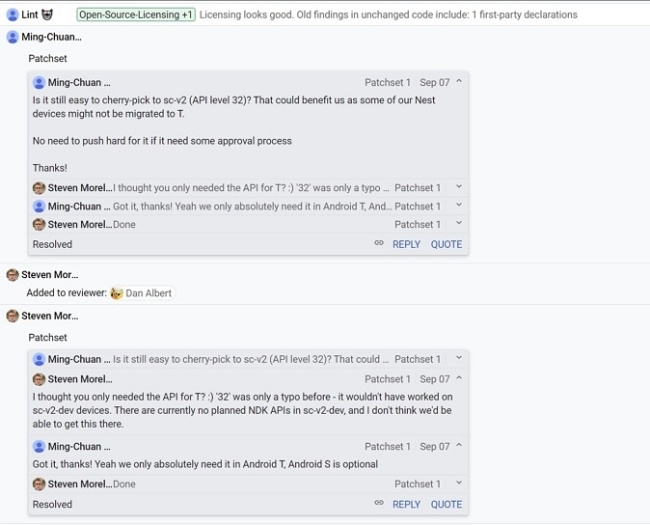 Lint Open-Source-Licensing +1 Licensing looks good. Old findings in unchanged code include: 1 first-party declarations
Ming-Chuan...
Patchset
Ming-Chuan ... Patchset 1 Sep 07
Is it still easy to cherry-pick to sc-v2 (API level 32)? That could benefit us as some of our Nest
devices might not be migrated to T.
No need to push hard for it if it need some approval process
Thanks!
Steven Morel... I thought you only needed the API for T? :) '32' was only a typo ... Patchset 1
Ming-Chuan ... Got it, thanks! Yeah we only absolutely need it in Android T, And... Patchset 1
Steven Morel... Done Patchset 1
Resolved REPLY QUOTE
Steven Mor...
Added to reviewer: Dan Albert
Steven Mor...
Patchset
Ming-Chuan ... Is it still easy to cherry-pick to sc-v2 (API level 32)? That could ... Patchset 1
Steven Morel... Patchset 1 Sep 07
I thought you only needed the API for T? :) '32' was only a typo before - it wouldn't have worked on
sc-v2-dev devices. There are currently no planned NDK APIs in sc-v2-dev, and I don't think we'd be
able to get this there.
Ming-Chuan ... Patchset 1 Sep 07
Got it, thanks! Yeah we only absolutely need it in Android T, Android S is optional
Steven Morel... Done Patchset 1
Resolved REPLY QUOTE